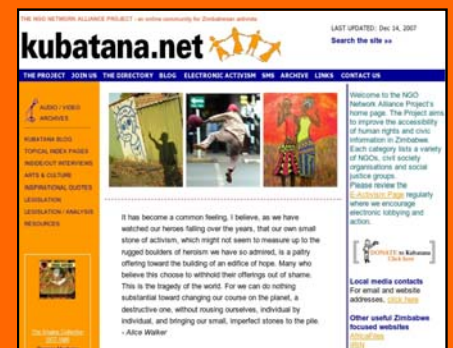 THE NGO NETWORK ALLIANCE PROJECT - an online community for Zimbabwean activists
LAST UPDATED: Dec 14, 2007
kubatana.net
Search the site »»
THE PROJECT JOIN US THE DIRECTORY BLOG ELECTRONIC ACTIVISM SMS ARCHIVE LINKS CONTACT US
AUDIO / VIDEO
ARCHIVES
KUBATANA BLOG
TOPICAL INDEX PAGES
INSIDE/OUT INTERVIEWS
ARTS & CULTURE
INSPIRATIONAL QUOTES
LEGISLATION
LEGISLATION / ANALYSIS
RESOURCES
It has become a common feeling, I believe, as we have
watched our heroes falling over the years, that our own small
stone of activism, which might not seem to measure up to the
rugged boulders of heroism we have so admired, is a paltry
offering toward the building of an edifice of hope. Many who
believe this choose to withhold their offerings out of shame.
This is the tragedy of the world. For we can do nothing
substantial toward changing our course on the planet, a
destructive one, without rousing ourselves, individual by
individual, and bringing our small, imperfect stones to the pile.
- Alice Walker
Welcome to the NGO
Network Alliance Project's
home page. The Project aims
to improve the accessibility
of human rights and civic
information in Zimbabwe.
Each category lists a variety
of NGOs, civil society
organisations and social
justice groups.
Please review the
E-Activism Page regularly
where we encourage
electronic lobbying and
action.
DONATE to Kubatana
Click here
Local media contacts
For email and website
addresses, click here
Other useful Zimbabwe
focused websites
AfricaFiles
IRIN